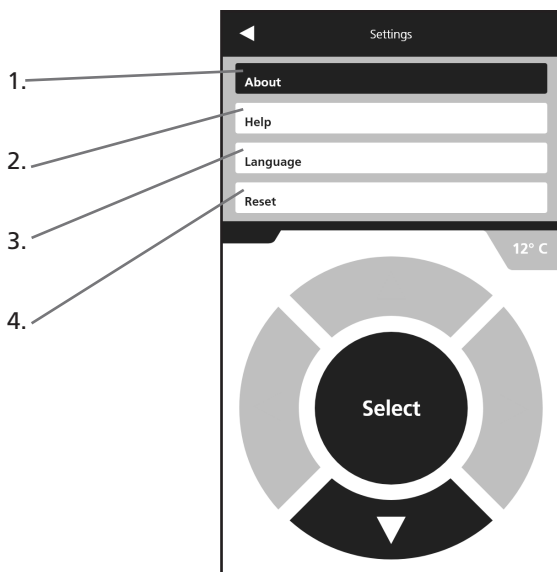 Settings
1.
About
2.
Help
3.
Language
4.
Reset
12° C
Select